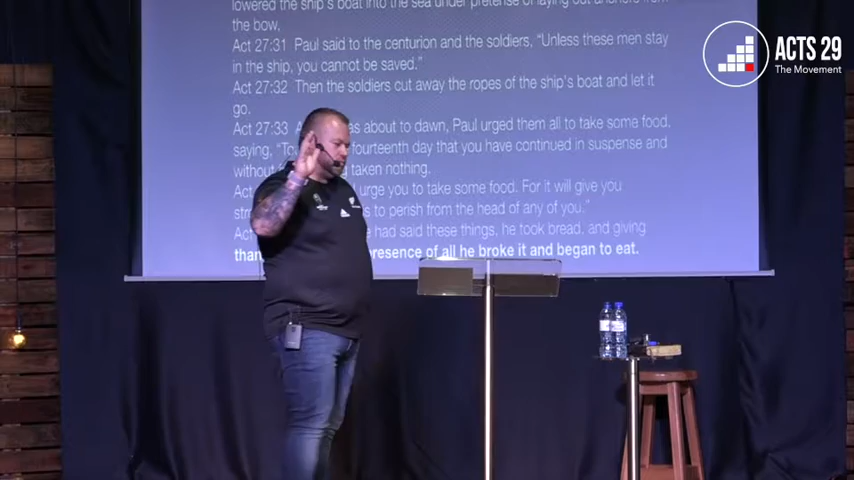 lowered the ship's boat into the sea under pretense of laying out anchors from
the bow,
Act 27:31 Paul said to the centurion and the soldiers, "Unless these men stay
in the ship, you cannot be saved."
Act 27:32 Then the soldiers cut away the ropes of the ship's boat and let it
go.
Act 27:33 as about to dawn, Paul urged them all to take some food,
saying, fourteenth day that you have continued in suspense and
without taken nothing.
Act urge you to take some food. For it will give you
to perish from the head of any of you."
Act had said these things, he took bread, and giving
presence of all he broke it and began to eat.
ACTS 29
The Movement